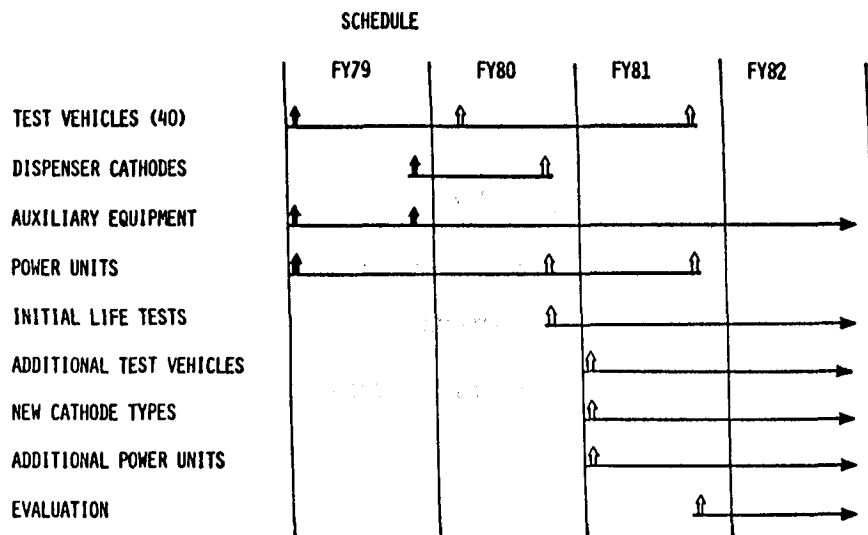 SCHEDULE
FY79 FY80 FY81 FY82
TEST VEHICLES (40)
DISPENSER CATHODES
AUXILIARY EQUIPMENT
POWER UNITS
INITIAL LIFE TESTS
ADDITIONAL TEST VEHICLES
NEW CATHODE TYPES
ADDITIONAL POWER UNITS
EVALUATION